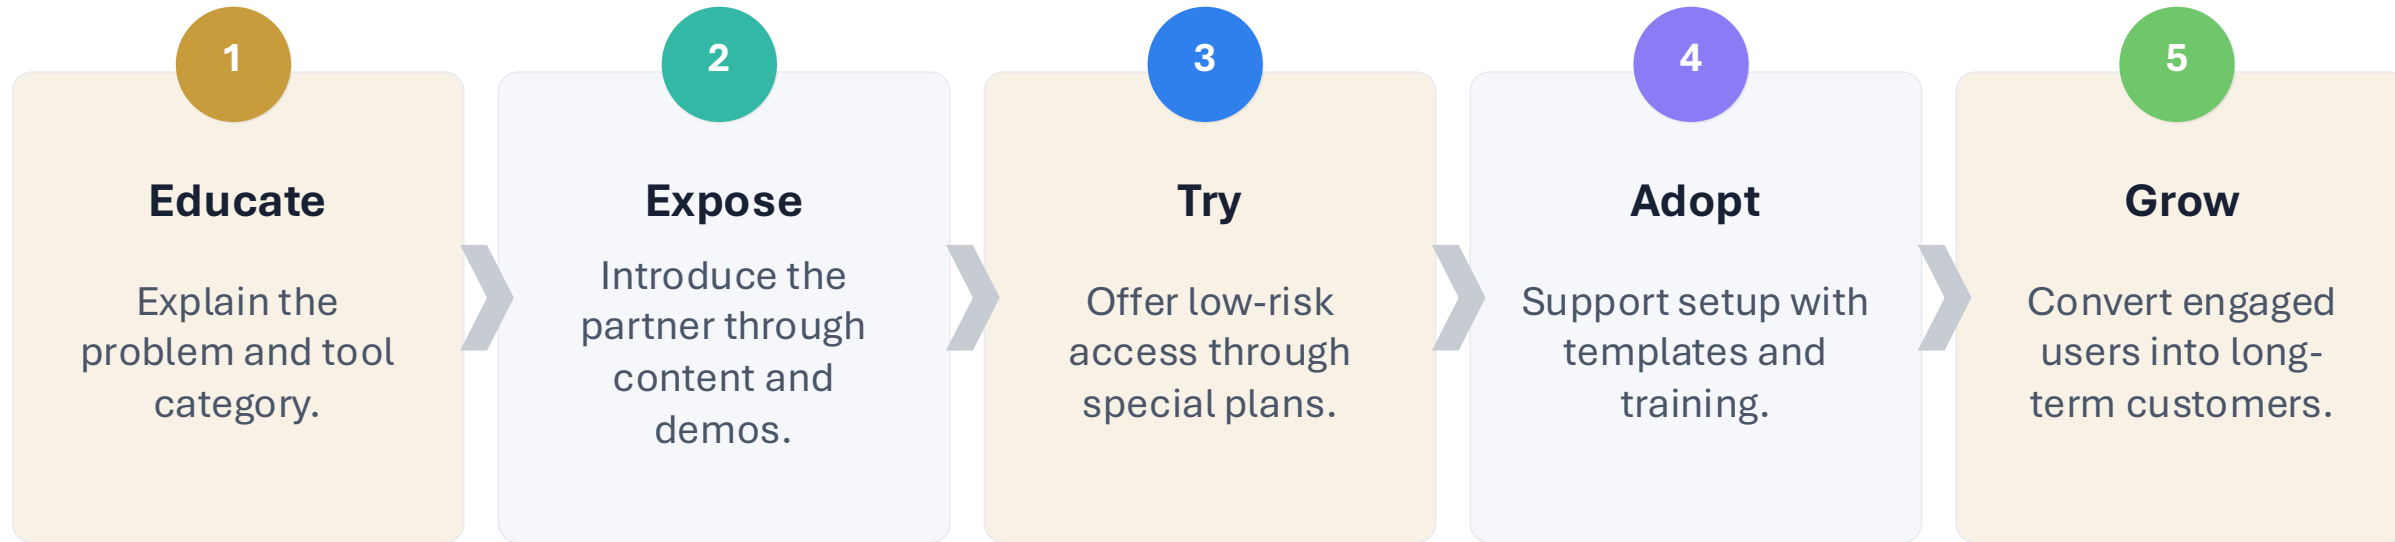 1
Educate
Explain the
problem and tool
category.
2
Expose
Introduce the
partner through
content and
demos.
3
Try
Offer low-risk
access through
special plans.
4
Adopt
Support setup with
templates and
training.
5
Grow
Convert engaged
users into long-
term customers.